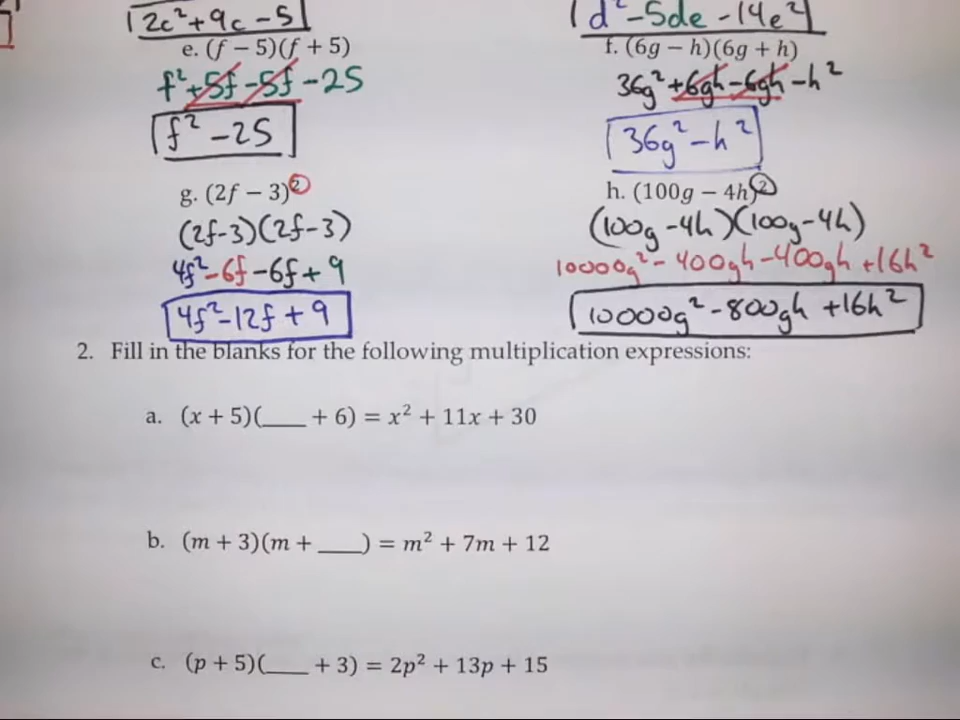 2c² + 9c - 5
d² - 5de - 14e²
e. (f − 5)(f + 5)
f. (6g − h)(6g + h)
f² + 5f - 5f - 25
36g² + 6gh - 6gh - h²
f² - 25
36g² - h²
g. (2f − 3)²
h. (100g − 4h)²
(2f-3)(2f-3)
(100g - 4h)(100g - 4h)
4f² - 6f - 6f + 9
10000g² - 400gh - 400gh + 16h²
4f² - 12f + 9
10000g² - 800gh + 16h²
2. Fill in the blanks for the following multiplication expressions:
a. (x + 5)(____ + 6) = x² + 11x + 30
b. (m + 3)(m + ____) = m² + 7m + 12
c. (p + 5)(____ + 3) = 2p² + 13p + 15